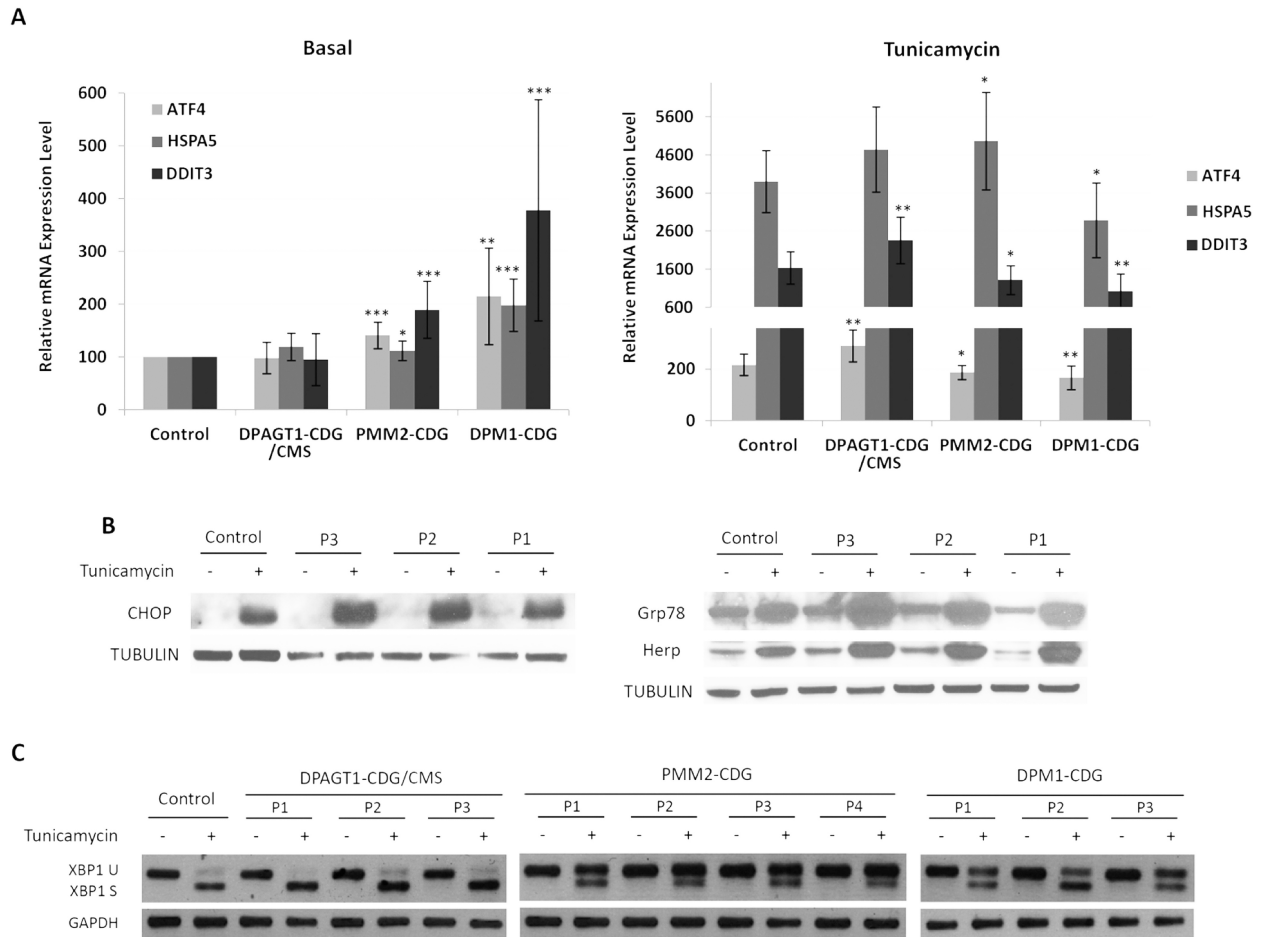 A
Basal
Relative mRNA Expression Level
600
500
400
300
200
100
0
ATF4
HSPA5
DDIT3
** *** ***
*** * ***
Control DPAGT1-CDG /CMS PMM2-CDG DPM1-CDG
Tunicamycin
Relative mRNA Expression Level
5600
4600
3600
2600
1600
600
200
0
** ** * * * ** * **
ATF4
HSPA5
DDIT3
Control DPAGT1-CDG /CMS PMM2-CDG DPM1-CDG
B
Control P3 P2 P1
Tunicamycin - + - + - + - +
CHOP
TUBULIN
Control P3 P2 P1
- + - + - + - +
Grp78
Herp
TUBULIN
C
Control DPAGT1-CDG/CMS PMM2-CDG DPM1-CDG
P1 P2 P3 P1 P2 P3 P4 P1 P2 P3
Tunicamycin - + - + - + - + - + - + - + - + - + - + - +
XBP1 U
XBP1 S
GAPDH